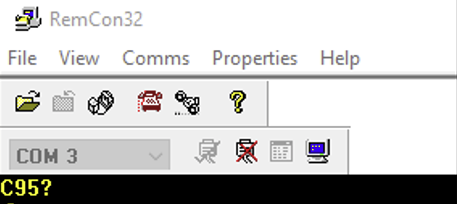 RemCon32
File View Comms Properties Help
?
COM 3
C95?